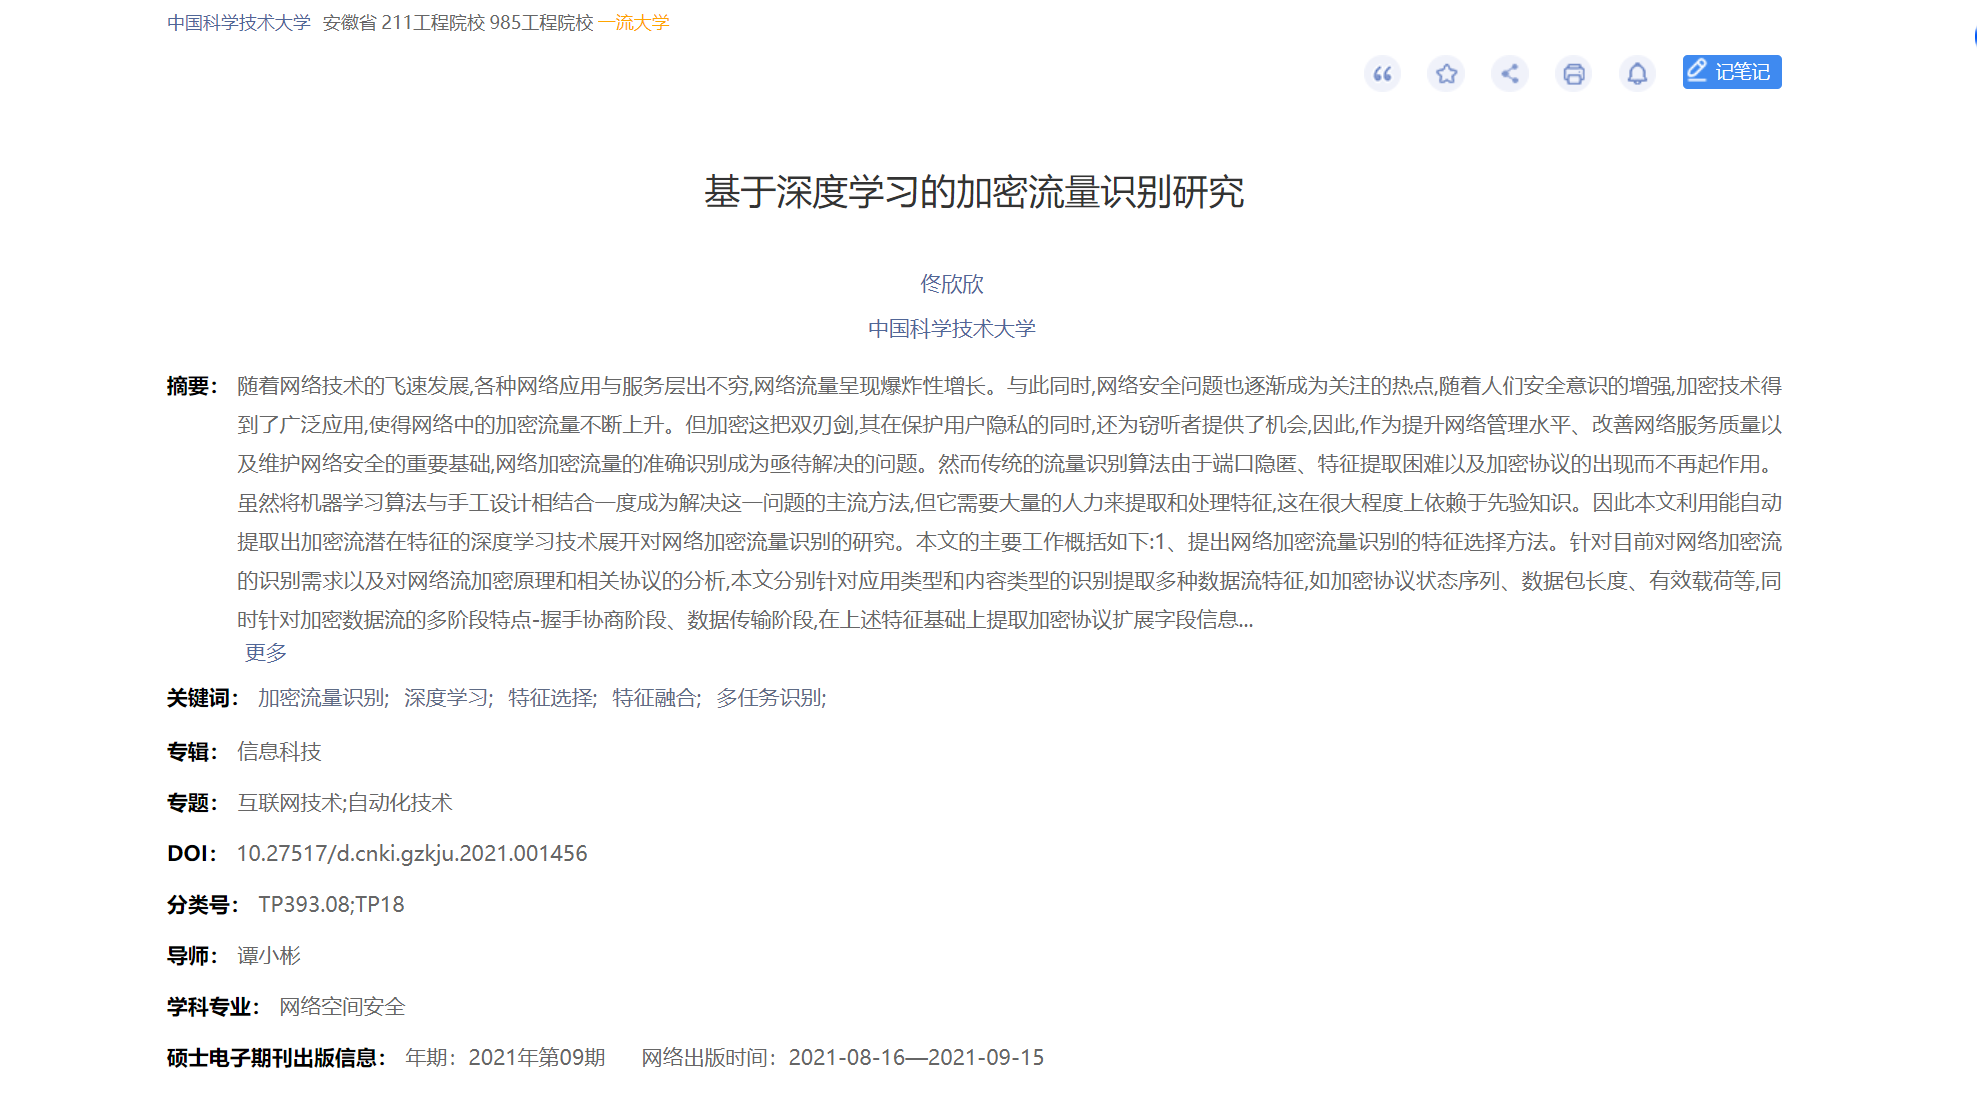 中国科学技术大学 安徽省 211工程院校 985工程院校 一流大学
记笔记
基于深度学习的加密流量识别研究
佟欣欣
中国科学技术大学
摘要： 随着网络技术的飞速发展,各种网络应用与服务层出不穷,网络流量呈现爆炸性增长。与此同时,网络安全问题也逐渐成为关注的热点,随着人们安全意识的增强,加密技术得
到了广泛应用,使得网络中的加密流量不断上升。但加密这把双刃剑,其在保护用户隐私的同时,还为窃听者提供了机会,因此,作为提升网络管理水平、改善网络服务质量以
及维护网络安全的重要基础,网络加密流量的准确识别成为亟待解决的问题。然而传统的流量识别算法由于端口隐匿、特征提取困难以及加密协议的出现而不再起作用。
虽然将机器学习算法与手工设计相结合一度成为解决这一问题的主流方法,但它需要大量的人力来提取和处理特征,这在很大程度上依赖于先验知识。因此本文利用能自动
提取出加密流潜在特征的深度学习技术展开对网络加密流量识别的研究。本文的主要工作概括如下:1、提出网络加密流量识别的特征选择方法。针对目前对网络加密流
的识别需求以及对网络流加密原理和相关协议的分析,本文分别针对应用类型和内容类型的识别提取多种数据流特征,如加密协议状态序列、数据包长度、有效载荷等,同
时针对加密数据流的多阶段特点-握手协商阶段、数据传输阶段,在上述特征基础上提取加密协议扩展字段信息...
更多
关键词： 加密流量识别; 深度学习; 特征选择; 特征融合; 多任务识别;
专辑： 信息科技
专题： 互联网技术;自动化技术
DOI： 10.27517/d.cnki.gzkju.2021.001456
分类号： TP393.08;TP18
导师： 谭小彬
学科专业： 网络空间安全
硕士电子期刊出版信息： 年期：2021年第09期 网络出版时间：2021-08-16—2021-09-15